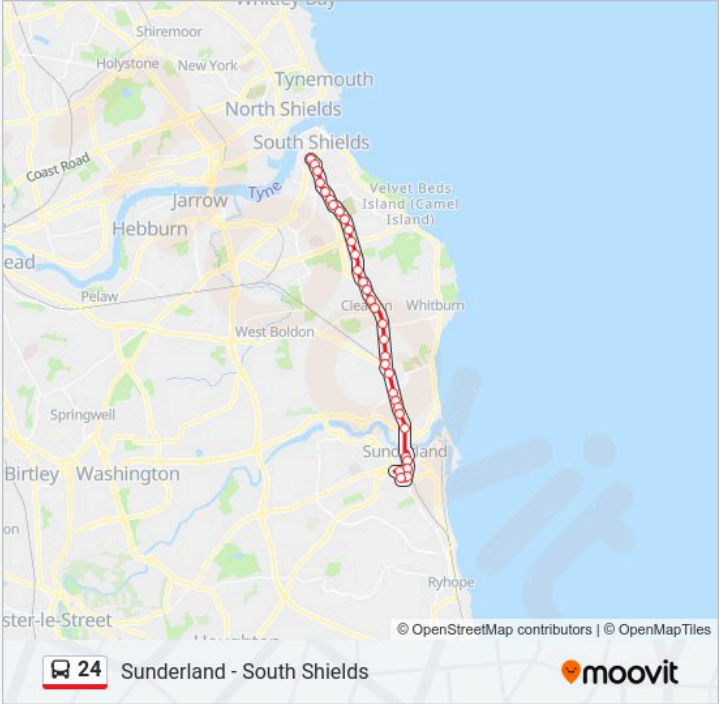 Whitley Bay
Shiremoor
Holystone
New York
Tynemouth
North Shields
South Shields
Coast Road
Tyne
Jarrow
Velvet Beds
Island (Camel
Island)
Hebburn
ead
Pelaw
Whitburn
West Boldon
Springwell
Birtley
Washington
on
Ryhope
ster-le-Street
© OpenStreetMap contributors | © OpenMapTiles
24 Sunderland - South Shields
moovit